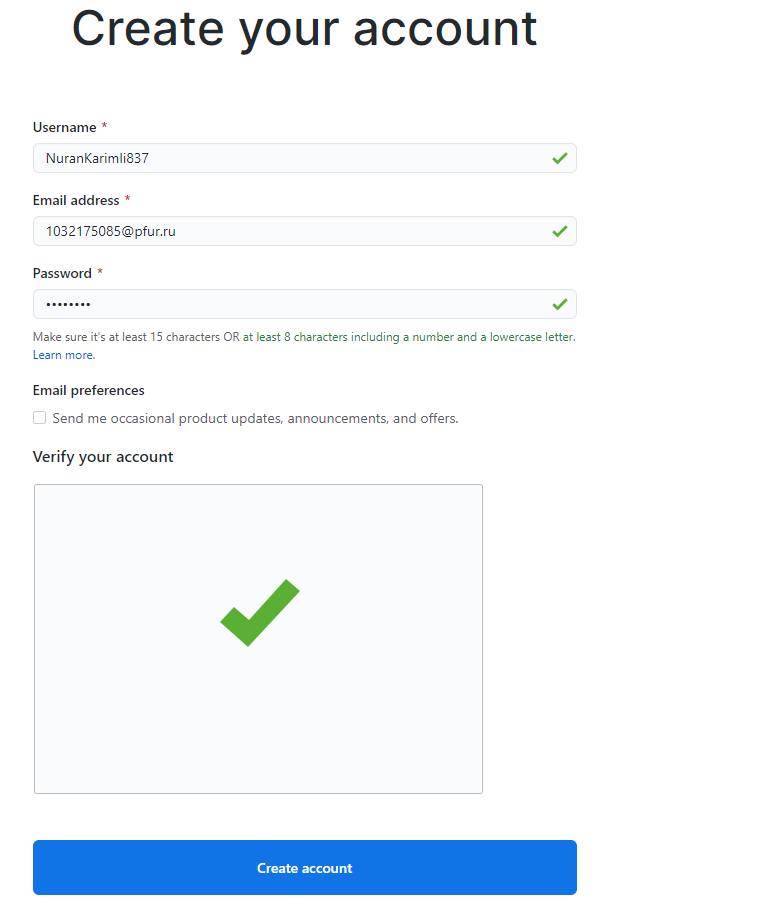 Create your account
Username *
NuranKarimli837
Email address *
1032175085@pfur.ru
Password *
••••••••
Make sure it's at least 15 characters OR at least 8 characters including a number and a lowercase letter.
Learn more.
Email preferences
Send me occasional product updates, announcements, and offers.
Verify your account
Create account